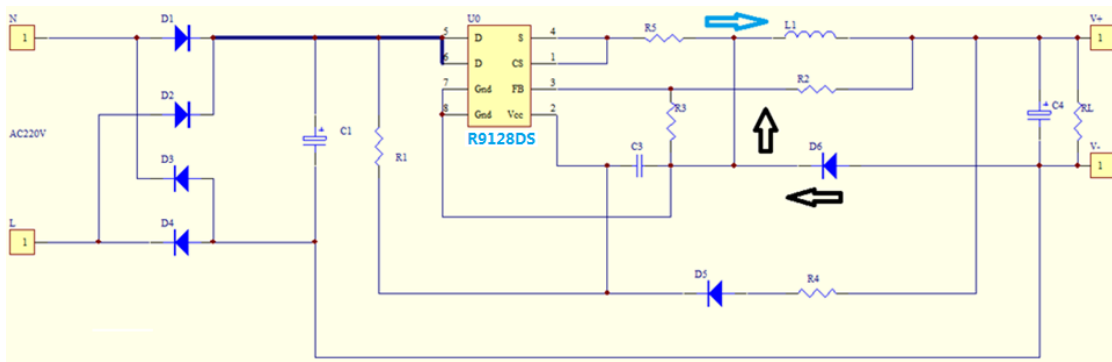 N
1
D1
D2
AC220V
D3
L
1
D4
C1
R1
U0
5
D
S
4
6
D
CS
1
7
Gnd
FB
3
8
Gnd
Vcc
2
R9128DS
R5
L1
R2
R3
C3
D6
D5
R4
C4
RL
V+
1
V-
1